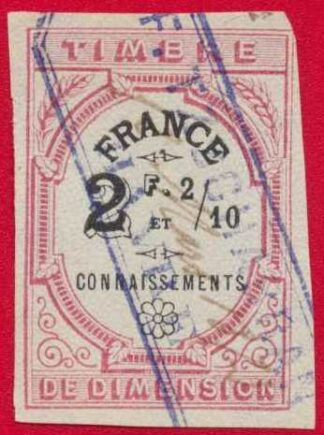 TIMBRE
FRANCE
2 F. 2/10
ET
CONNAISSEMENTS
DE DIMENSION